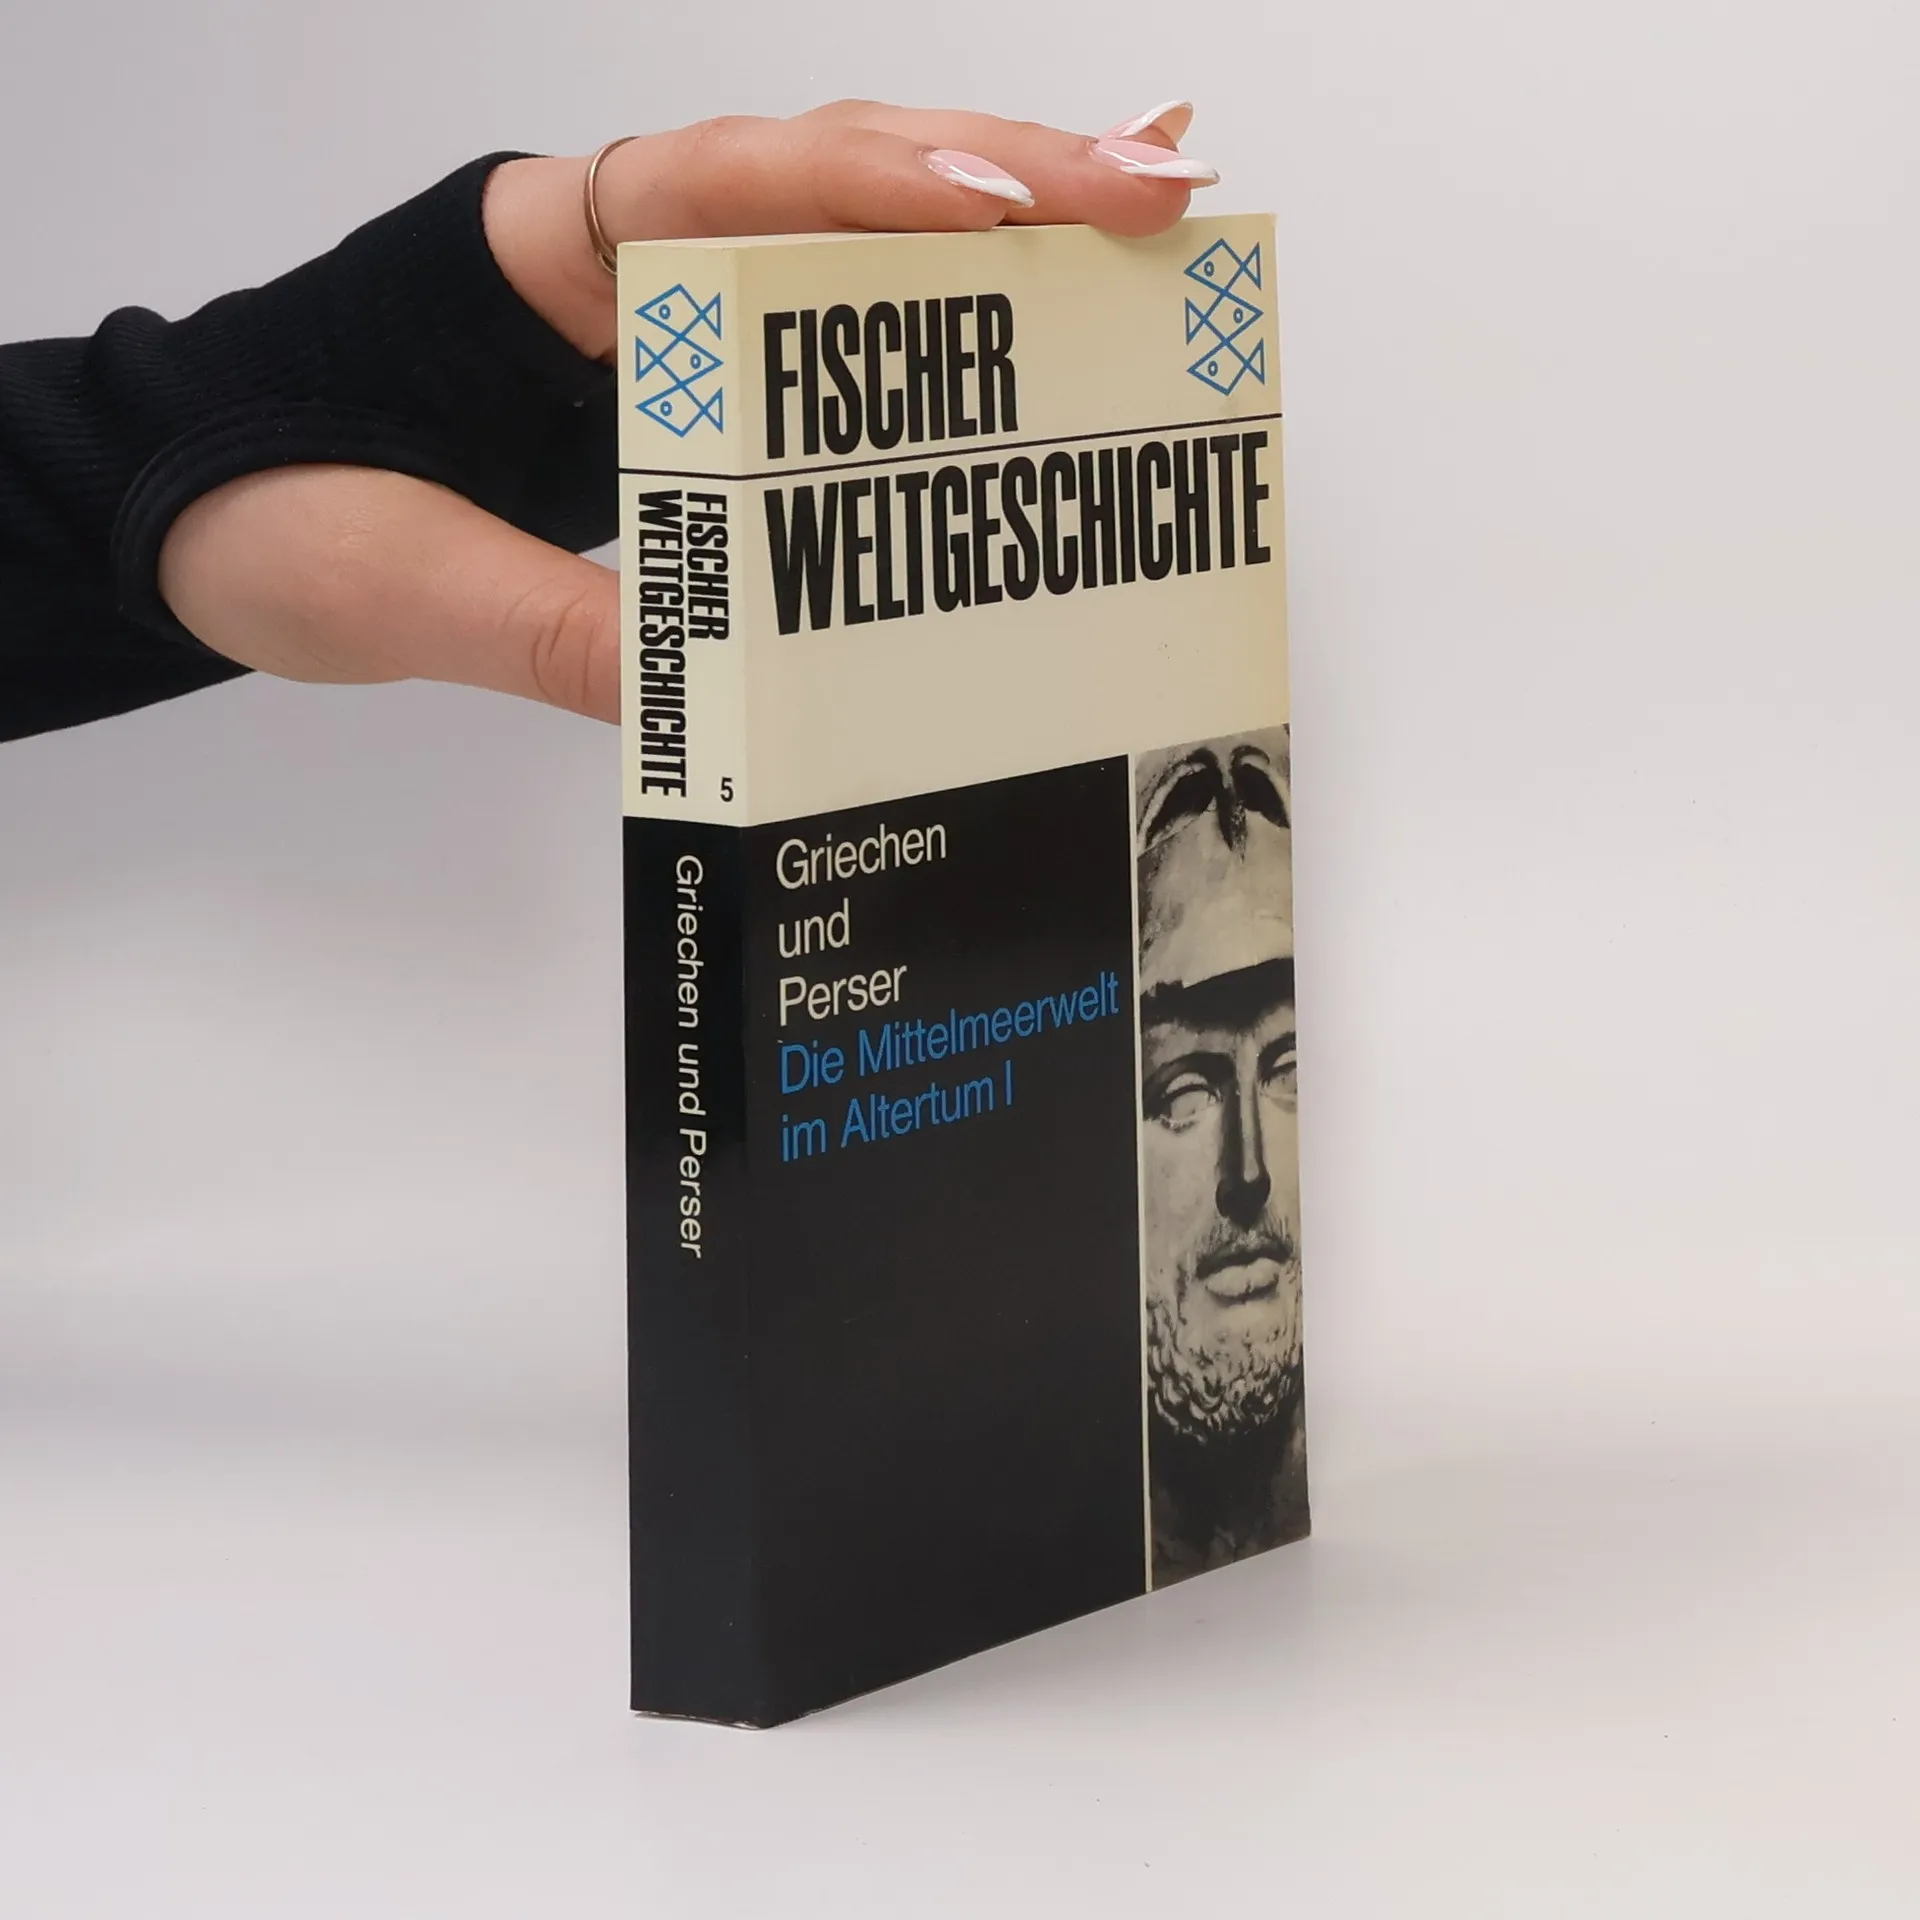 FISCHER
WELTGESCHICHTE
5
Griechen und Perser
FISCHER
WELTGESCHICHTE
Griechen
und
Perser
Die Mittelmeerwelt
im Altertum I